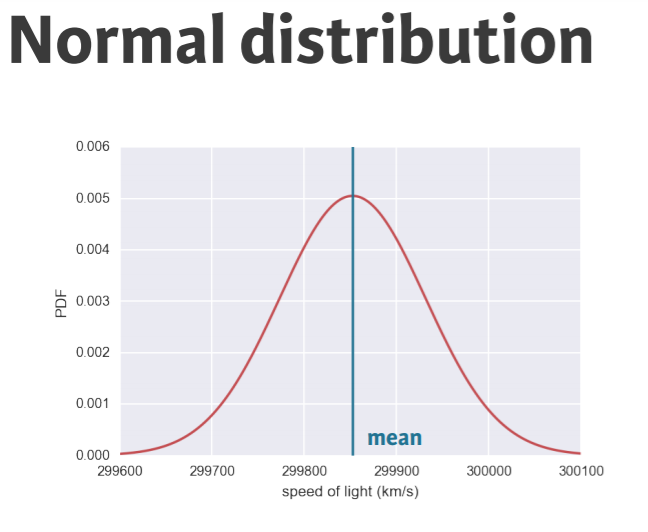 Normal distribution
0.006
0.005
0.004
0.003
0.002
0.001
0.000
PDF
mean
299600 299700 299800 299900 300000 300100
speed of light (km/s)